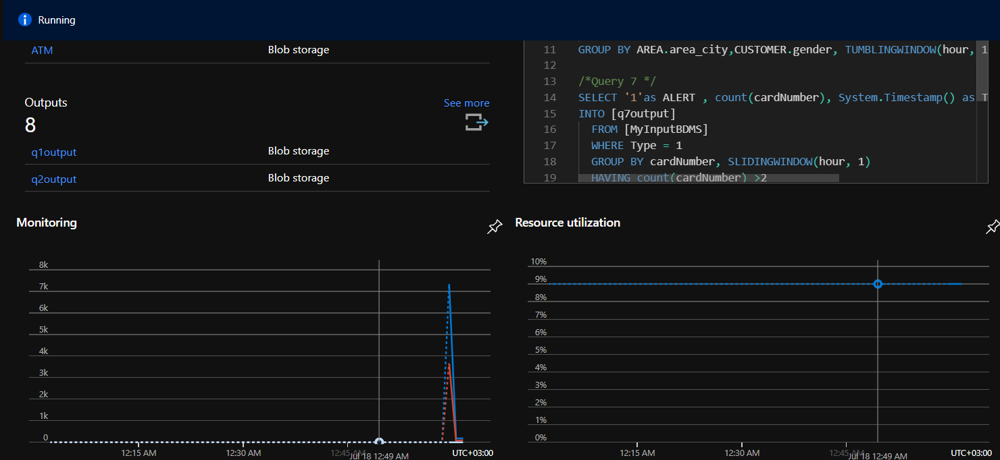 Running
ATM Blob storage
Outputs See more
8
q1output Blob storage
q2output Blob storage
11 GROUP BY AREA.area_city,CUSTOMER.gender, TUMBLINGWINDOW(hour, 1
12
13 /*Query 7 */
14 SELECT '1'as ALERT , count(cardNumber), System.Timestamp() as T
15 INTO [q7output]
16 FROM [MyInputBDMS]
17 WHERE Type = 1
18 GROUP BY cardNumber, SLIDINGWINDOW(hour, 1)
19 HAVING count(cardNumber) >2
Monitoring
8k
7k
6k
5k
4k
3k
2k
1k
0
12:15 AM 12:30 AM 12:45 AM Jul 18 12:49 AM UTC+03:00
Resource utilization
10%
9%
8%
7%
6%
5%
4%
3%
2%
1%
0%
12:15 AM 12:30 AM 12:45 AM Jul 18 12:49 AM UTC+03:00